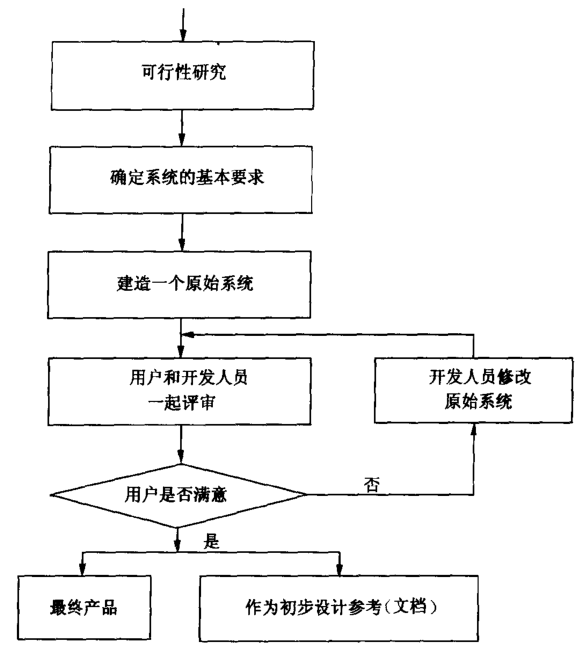 可行性研究
确定系统的基本要求
建造一个原始系统
用户和开发人员
一起评审
开发人员修改
原始系统
用户是否满意
否
是
最终产品
作为初步设计参考(文档)